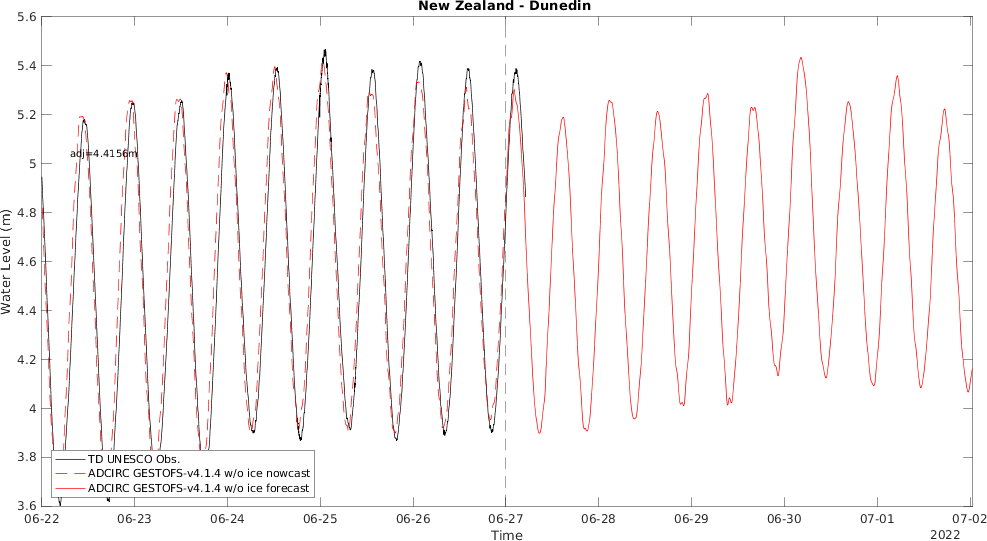 New Zealand - Dunedin
5.6
5.4
5.2
5
4.8
4.6
4.4
4.2
4
3.8
3.6
Water Level (m)
adj=4.4156m
TD UNESCO Obs.
ADCIRC GESTOFS-v4.1.4 w/o ice nowcast
ADCIRC GESTOFS-v4.1.4 w/o ice forecast
06-22 06-23 06-24 06-25 06-26 06-27 06-28 06-29 06-30 07-01 07-02
Time
2022